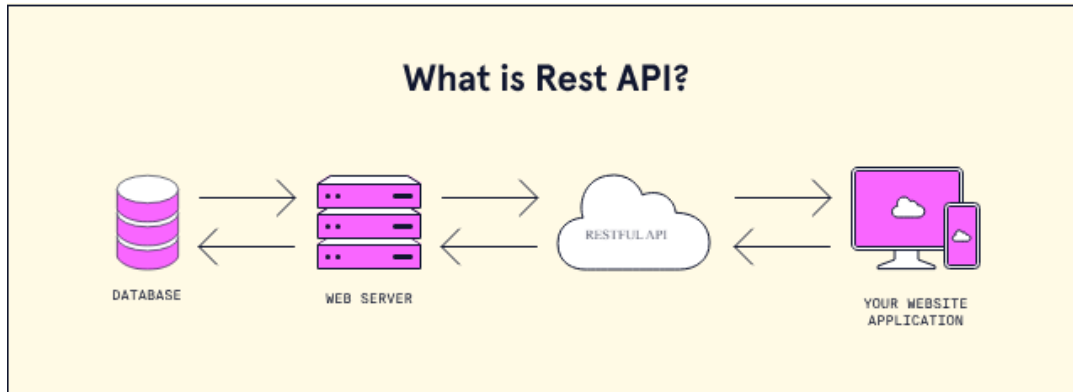 What is Rest API?
RESTFUL API
DATABASE
WEB SERVER
YOUR WEBSITE
APPLICATION